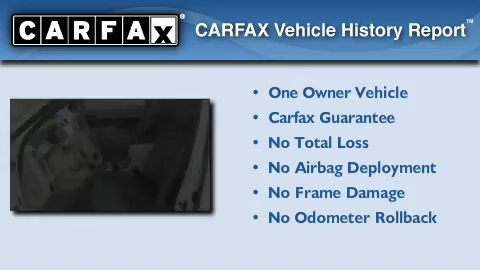 CARFAX® CARFAX Vehicle History Report™
• One Owner Vehicle
• Carfax Guarantee
• No Total Loss
• No Airbag Deployment
• No Frame Damage
• No Odometer Rollback